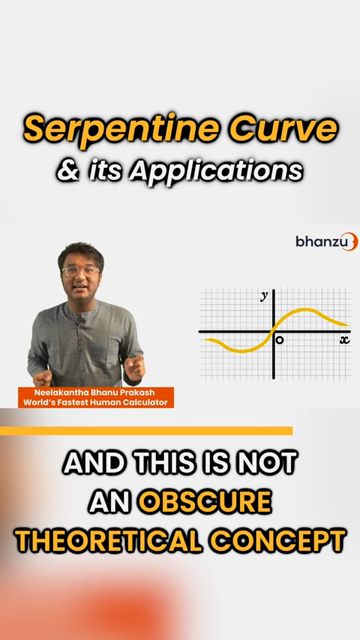 Serpentine Curve
& its Applications
bhanzu
y
o
x
Neelakantha Bhanu Prakash
World's Fastest Human Calculator
AND THIS IS NOT
AN OBSCURE
THEORETICAL CONCEPT